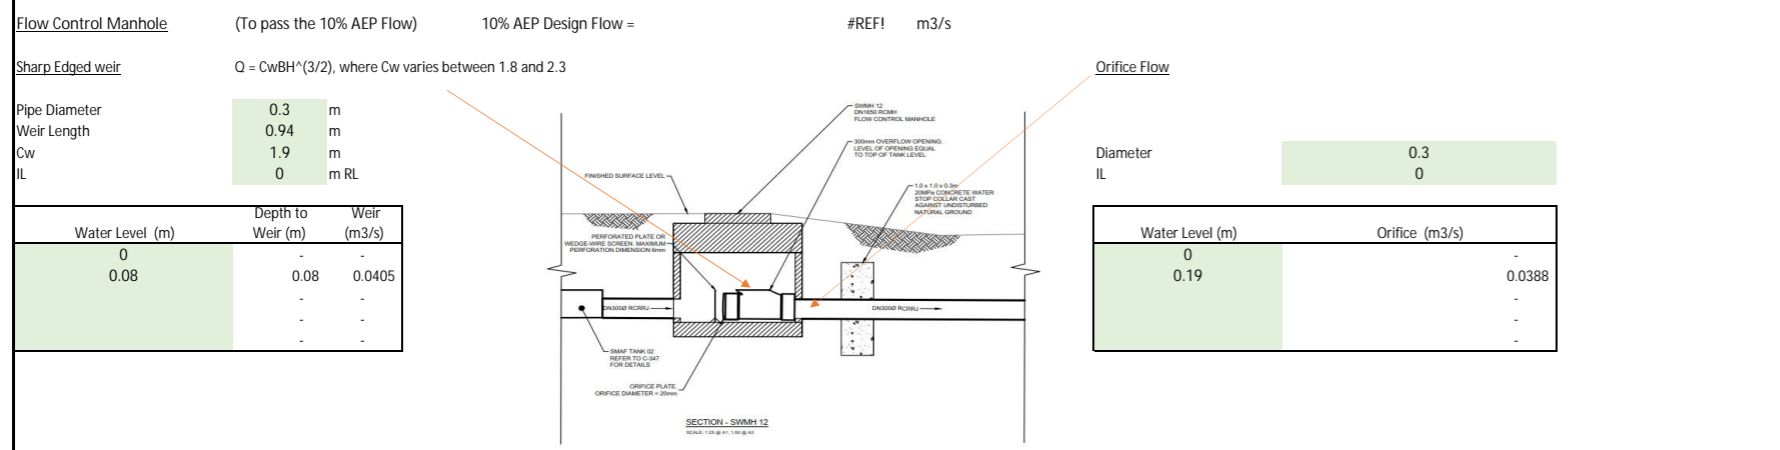 Flow Control Manhole (To pass the 10% AEP Flow) 10% AEP Design Flow = #REF! m3/s
Sharp Edged weir Q = CwBH^(3/2), where Cw varies between 1.8 and 2.3 Orifice Flow
Pipe Diameter 0.3 m
Weir Length 0.94 m
Cw 1.9 m
IL 0 m RL
Diameter 0.3
IL 0
Water Level (m) Depth to Weir (m) Weir (m3/s)
0 - -
0.08 0.08 0.0405
- -
- -
- -
SWMH 12
DN1650 RCMH
FLOW CONTROL MANHOLE
300mm OVERFLOW OPENING.
LEVEL OF OPENING EQUAL
TO TOP OF TANK LEVEL
FINISHED SURFACE LEVEL
1.0 x 1.0 x 0.3m
20MPa CONCRETE WATER
STOP COLLAR CAST
AGAINST UNDISTURBED
NATURAL GROUND
PERFORATED PLATE OR
WEDGE-WIRE SCREEN. MAXIMUM
PERFORATION DIMENSION 6mm
DN300Ø RCRRJ
DN300Ø RCRRJ
SMAF TANK 02
REFER TO C-347
FOR DETAILS
ORIFICE PLATE.
ORIFICE DIAMETER = 20mm
SECTION - SWMH 12
SCALE: 1:25 @ A1, 1:50 @ A3
Water Level (m) Orifice (m3/s)
0 -
0.19 0.0388
-
-
-